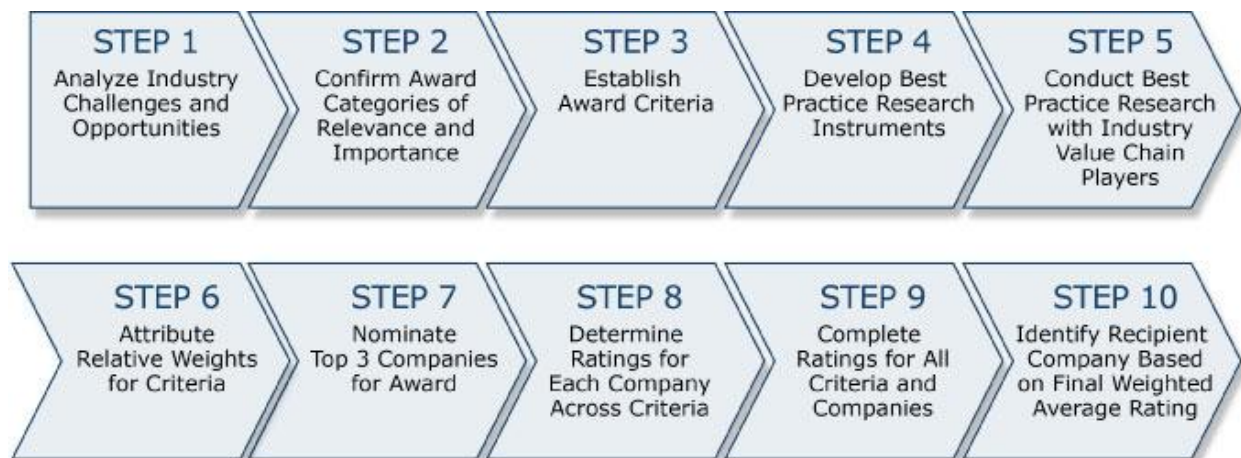 STEP 1
Analyze Industry
Challenges and
Opportunities
STEP 2
Confirm Award
Categories of
Relevance and
Importance
STEP 3
Establish
Award Criteria
STEP 4
Develop Best
Practice Research
Instruments
STEP 5
Conduct Best
Practice Research
with Industry
Value Chain
Players
STEP 6
Attribute
Relative Weights
for Criteria
STEP 7
Nominate
Top 3 Companies
for Award
STEP 8
Determine
Ratings for
Each Company
Across Criteria
STEP 9
Complete
Ratings for All
Criteria and
Companies
STEP 10
Identify Recipient
Company Based
on Final Weighted
Average Rating